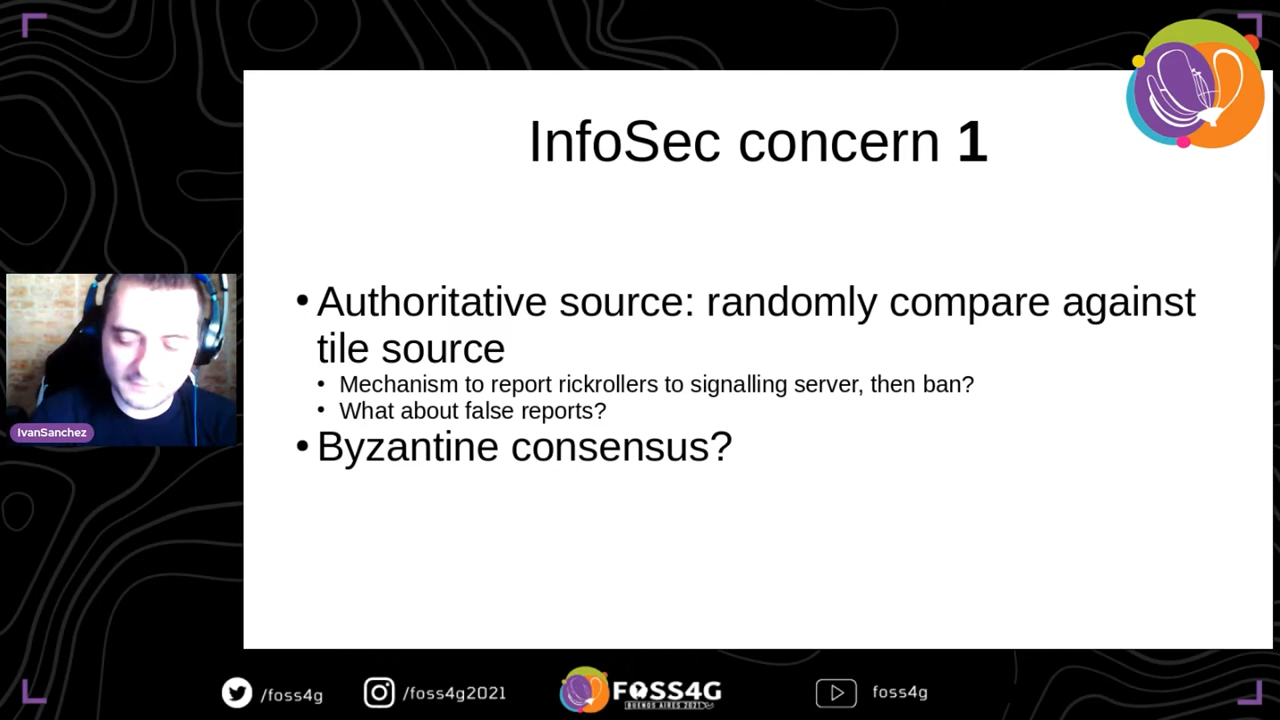 InfoSec concern 1
• Authoritative source: randomly compare against
tile source
• Mechanism to report rickrollers to signalling server, then ban?
• What about false reports?
• Byzantine consensus?
IvanSanchez
/foss4g
/foss4g2021
FOSS4G
BUENOS AIRES 2021
foss4g